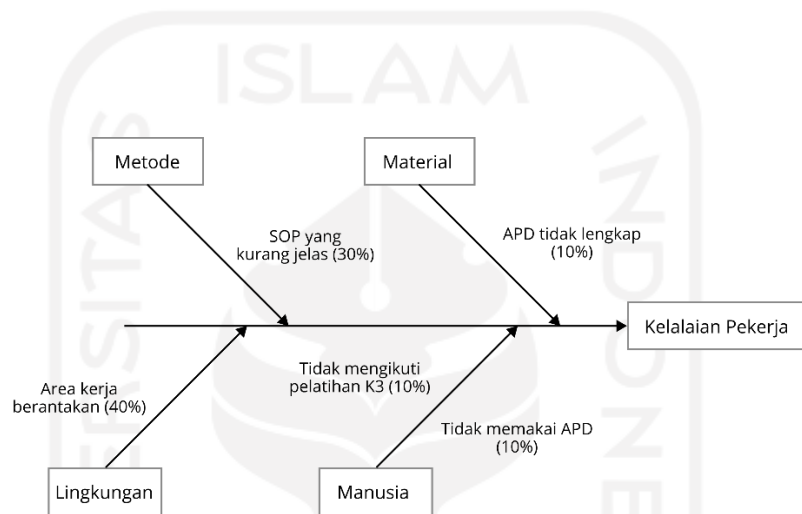 ISLAM
INDONE
ERSITAS
Metode
Material
SOP yang
kurang jelas (30%)
APD tidak lengkap
(10%)
Kelalaian Pekerja
Area kerja
berantakan (40%)
Tidak mengikuti
pelatihan K3 (10%)
Tidak memakai APD
(10%)
Lingkungan
Manusia